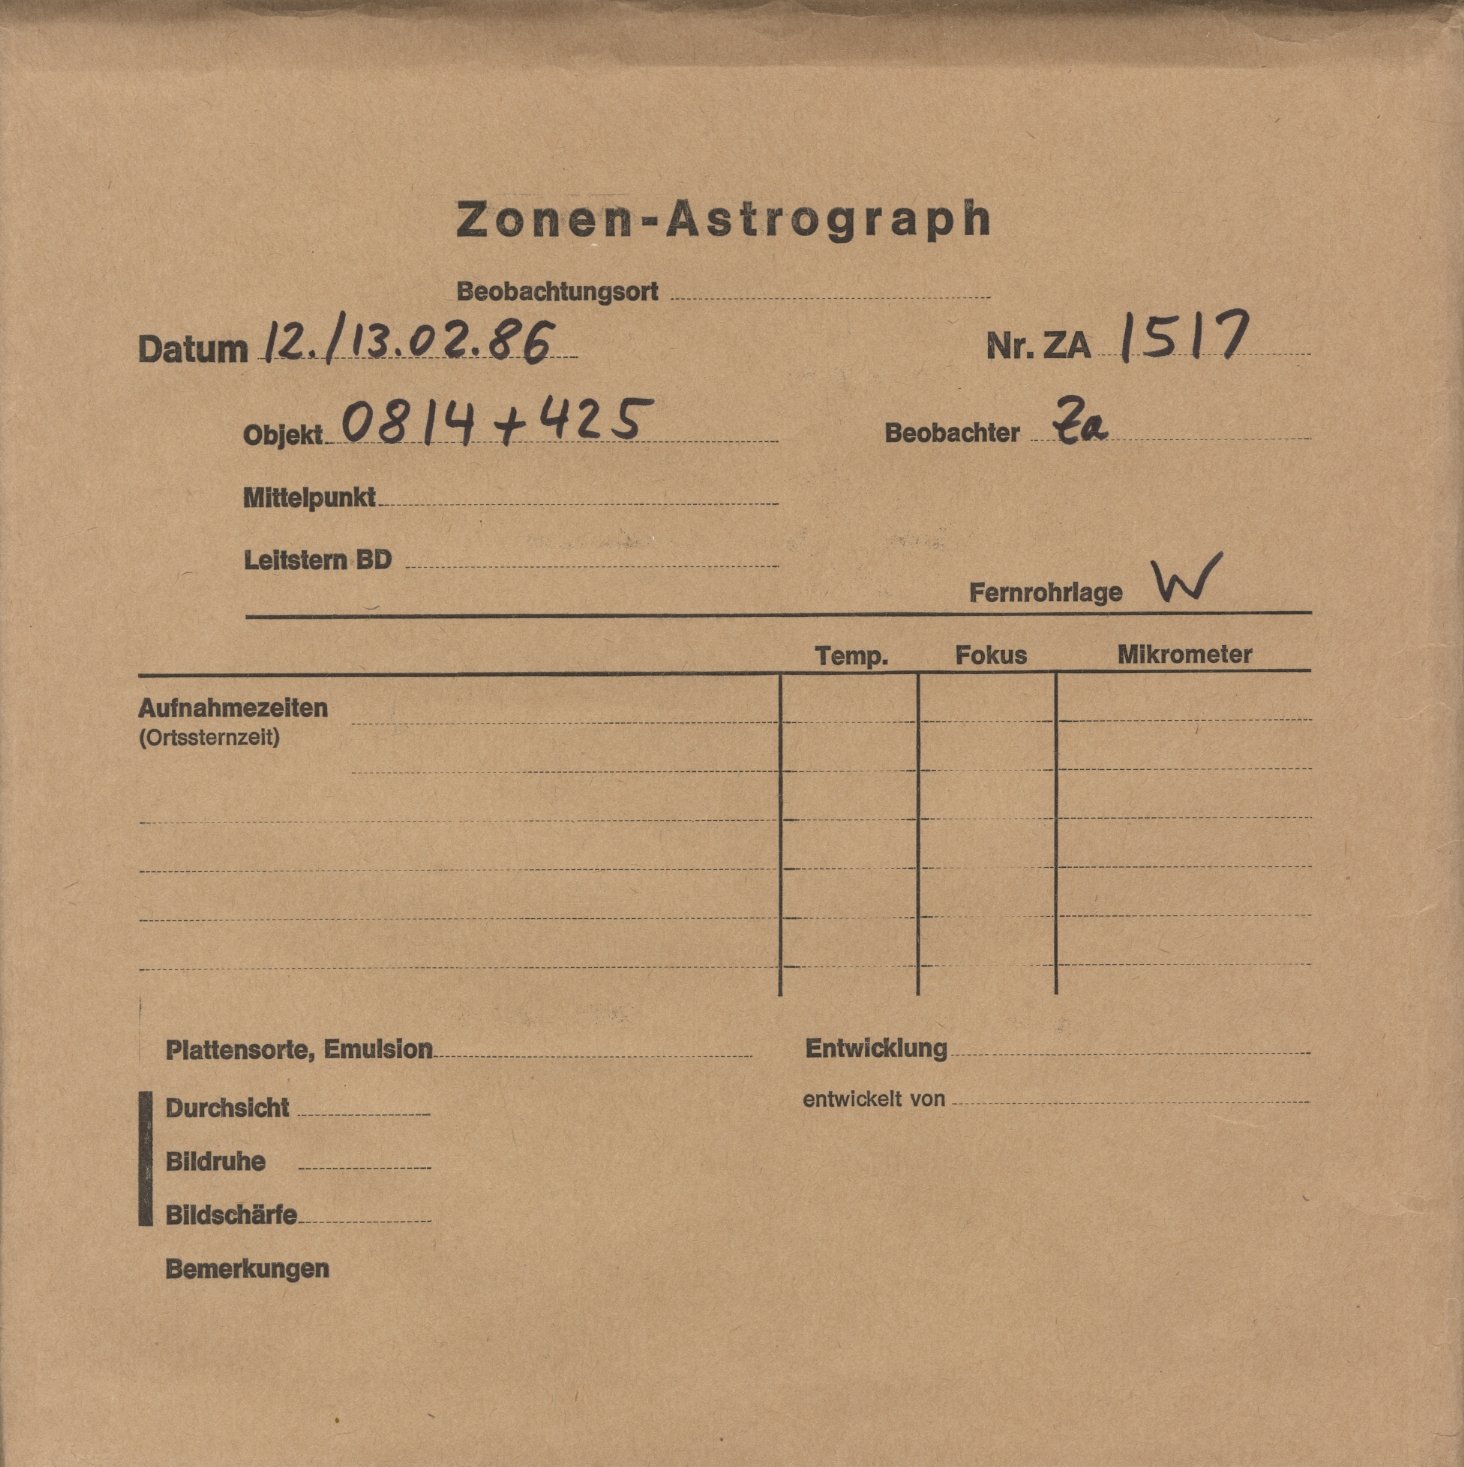 Zonen-Astrograph
Beobachtungsort
Datum 12./13.02.86 Nr. ZA 1517
Objekt 0814+425 Beobachter Za
Mittelpunkt
Leitstern BD
Fernrohrlage W
Temp. Fokus Mikrometer
Aufnahmezeiten
(Ortssternzeit)
Plattensorte, Emulsion Entwicklung
Durchsicht entwickelt von
Bildruhe
Bildschärfe
Bemerkungen